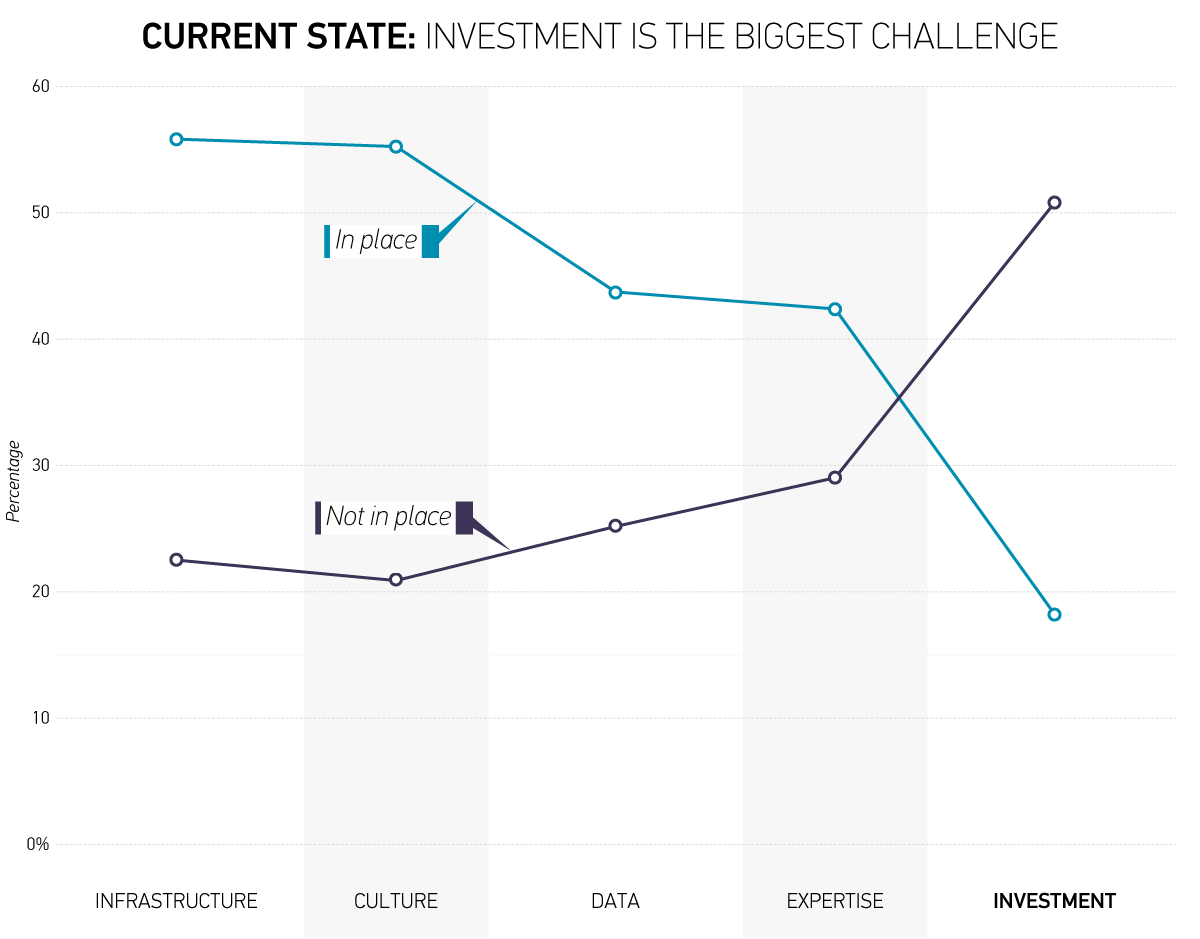 CURRENT STATE: INVESTMENT IS THE BIGGEST CHALLENGE
60
50
In place
40
Percentage
30
Not in place
20
10
0%
INFRASTRUCTURE CULTURE DATA EXPERTISE INVESTMENT